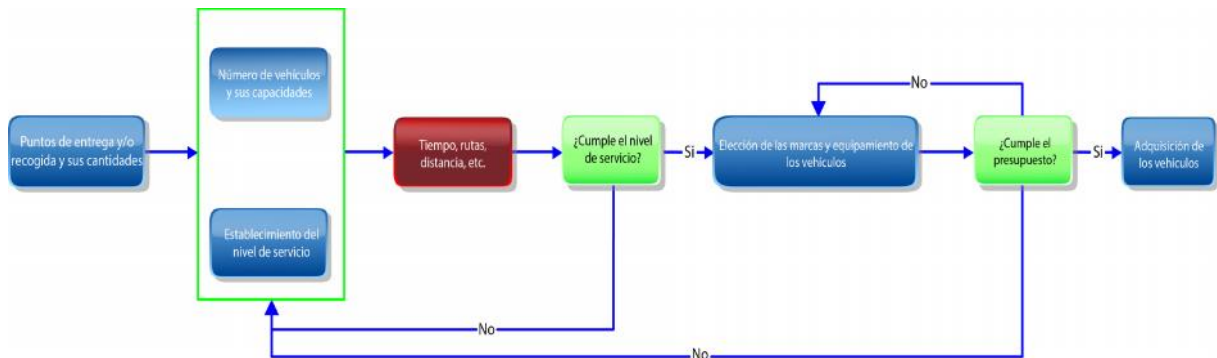 Puntos de entrega y/o
recogida y sus cantidades
Número de vehículos
y sus capacidades
Establecimiento del
nivel de servicio
Tiempo, rutas,
distancia, etc.
¿Cumple el nivel
de servicio?
Si
No
Elección de las marcas y equipamiento de
los vehículos
No
¿Cumple el
presupuesto?
Si
No
Adquisición de
los vehículos